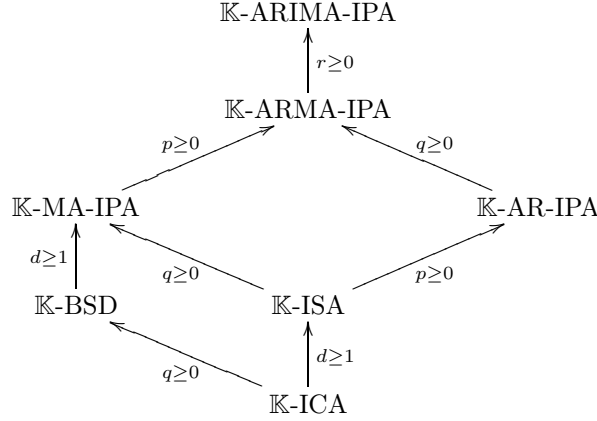 𝕂-ARIMA-IPA
r≥0
𝕂-ARMA-IPA
p≥0
q≥0
𝕂-MA-IPA
𝕂-AR-IPA
d≥1
q≥0
p≥0
𝕂-BSD
𝕂-ISA
q≥0
d≥1
𝕂-ICA